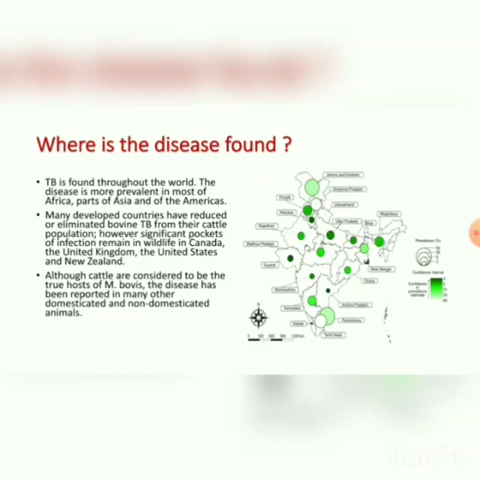 Where is the disease found ?
• TB is found throughout the world. The
disease is more prevalent in most of
Africa, parts of Asia and of the Americas.
• Many developed countries have reduced
or eliminated bovine TB from their cattle
population; however significant pockets
of infection remain in wildlife in Canada,
the United Kingdom, the United States
and New Zealand.
• Although cattle are considered to be the
true hosts of M. bovis, the disease has
been reported in many other
domesticated and non-domesticated
animals.
Jammu and Kashmir
Himachal Pradesh
Punjab
Uttarakhand
Haryana
Uttar Pradesh
Bihar
Rajasthan
Madhya Pradesh
Gujarat
West Bengal
Orissa
Maharashtra
Andhra Pradesh
Karnataka
Kerala
Tamil Nadu
Prevalence (%)
Confidence interval
Confidence
in
prevalence
estimate